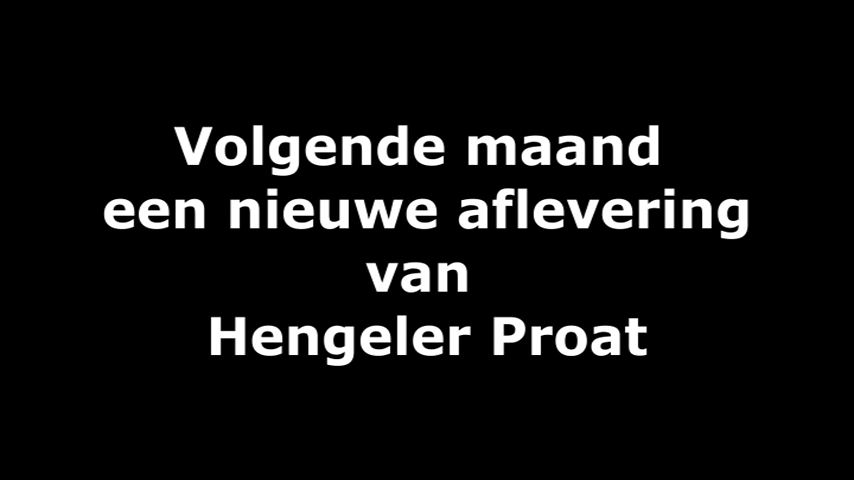 Volgende maand
een nieuwe aflevering
van
Hengeler Proat